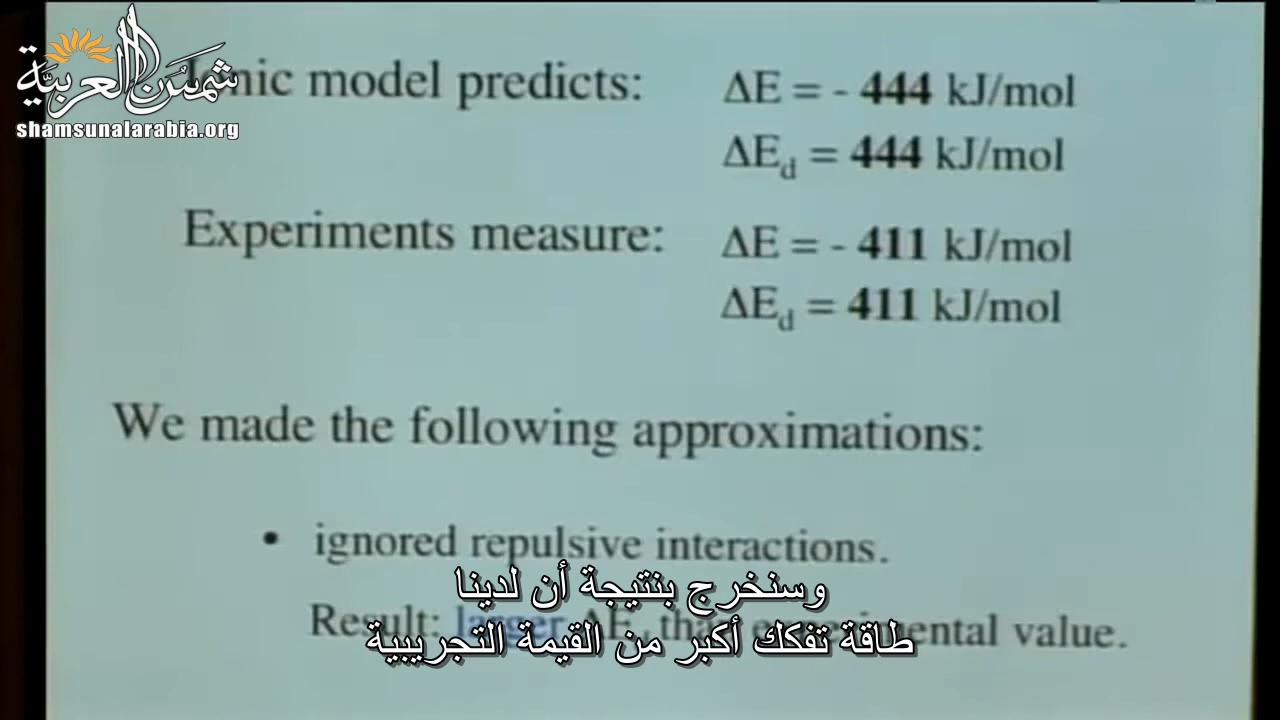 شمس العربية
shamsunalarabia.org
model predicts: ΔE = - 444 kJ/mol
ΔEd = 444 kJ/mol
Experiments measure: ΔE = - 411 kJ/mol
ΔEd = 411 kJ/mol
We made the following approximations:
• ignored repulsive interactions.
وسنخرج بنتيجة أن لدينا
Result: larger value.
طاقة تفكك أكبر من القيمة التجريبية